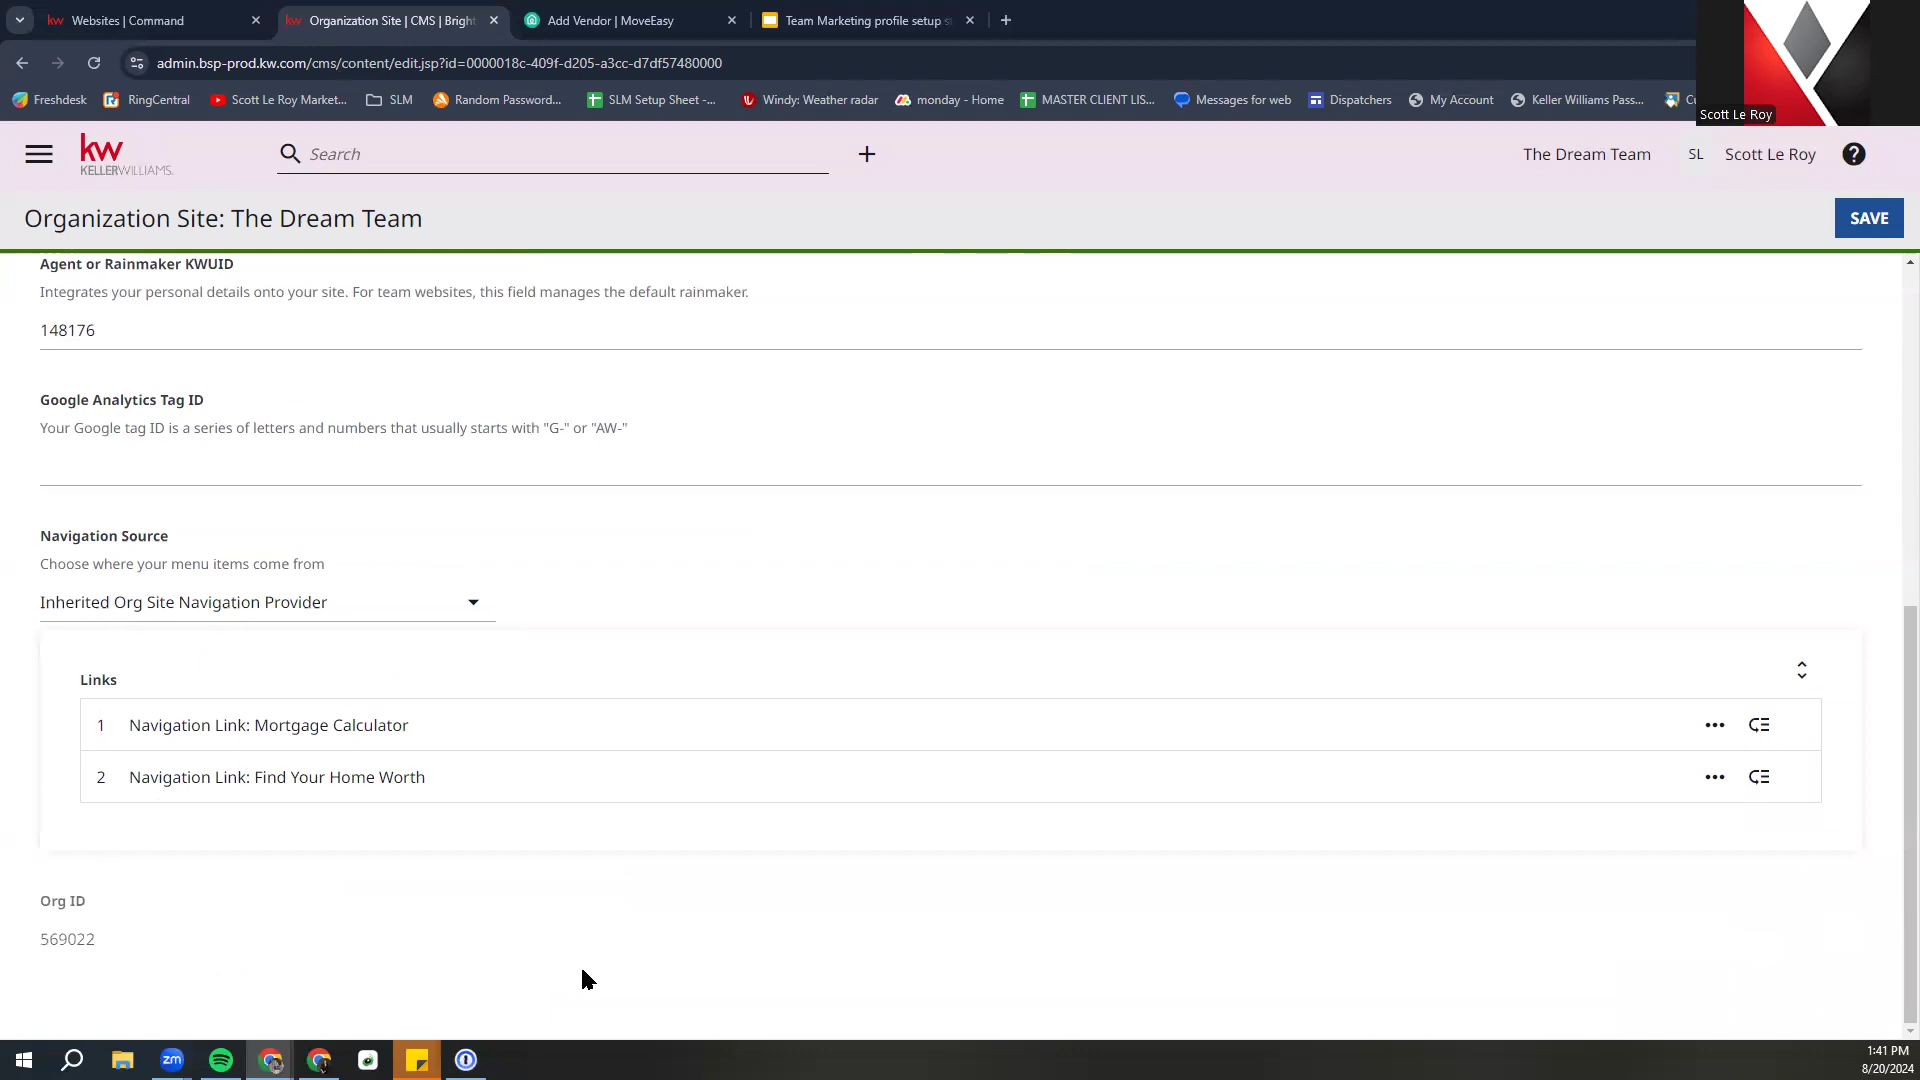 Websites | Command
Organization Site | CMS | Bright
Add Vendor | MoveEasy
Team Marketing profile setup s
admin.bsp-prod.kw.com/cms/content/edit.jsp?id=0000018c-409f-d205-a3cc-d7df57480000
Freshdesk
RingCentral
Scott Le Roy Market...
SLM
Random Password...
SLM Setup Sheet -...
Windy: Weather radar
monday - Home
MASTER CLIENT LIS...
Messages for web
Dispatchers
My Account
Keller Williams Pass...
Scott Le Roy
kw
KELLERWILLIAMS.
Search
The Dream Team
SL
Scott Le Roy
Organization Site: The Dream Team
SAVE
Agent or Rainmaker KWUID
Integrates your personal details onto your site. For team websites, this field manages the default rainmaker.
148176
Google Analytics Tag ID
Your Google tag ID is a series of letters and numbers that usually starts with "G-" or "AW-"
Navigation Source
Choose where your menu items come from
Inherited Org Site Navigation Provider
Links
1 Navigation Link: Mortgage Calculator
2 Navigation Link: Find Your Home Worth
Org ID
569022
zm
1:41 PM
8/20/2024